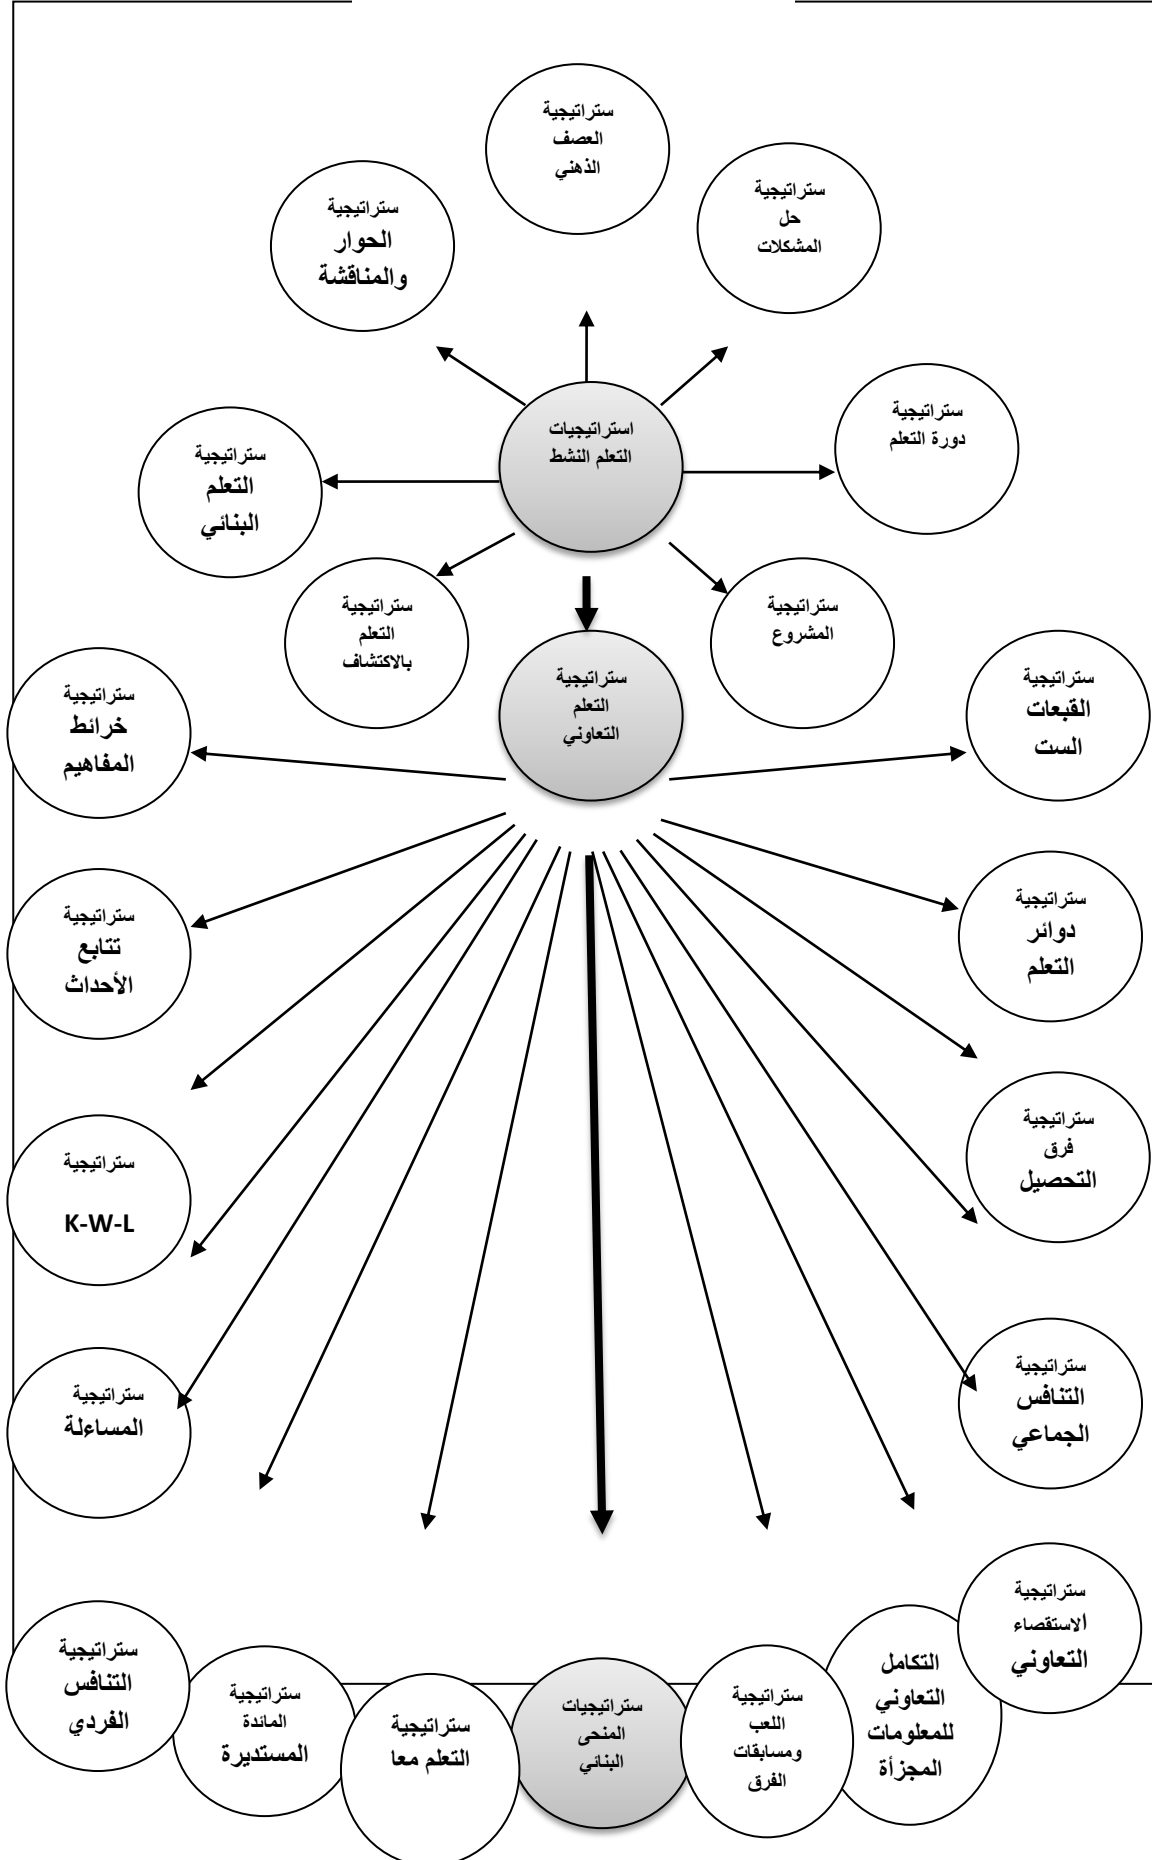 ستراتيجية
العصف
الذهني
ستراتيجية
حل
المشكلات
ستراتيجية
الحوار
والمناقشة
ستراتيجية
دورة التعلم
استراتيجيات
التعلم النشط
ستراتيجية
التعلم
البنائي
ستراتيجية
المشروع
ستراتيجية
التعلم
بالاكتشاف
ستراتيجية
التعلم
التعاوني
ستراتيجية
القبعات
الست
ستراتيجية
خرائط
المفاهيم
ستراتيجية
دوائر
التعلم
ستراتيجية
تتابع
الأحداث
ستراتيجية
فرق
التحصيل
ستراتيجية
K-W-L
ستراتيجية
التنافس
الجماعي
ستراتيجية
المساءلة
ستراتيجية
الاستقصاء
التعاوني
التكامل
التعاوني
للمعلومات
المجزأة
ستراتيجية
اللعب
ومسابقات
الفرق
ستراتيجيات
المنحى
البنائي
ستراتيجية
التعلم معا
ستراتيجية
المائدة
المستديرة
ستراتيجية
التنافس
الفردي